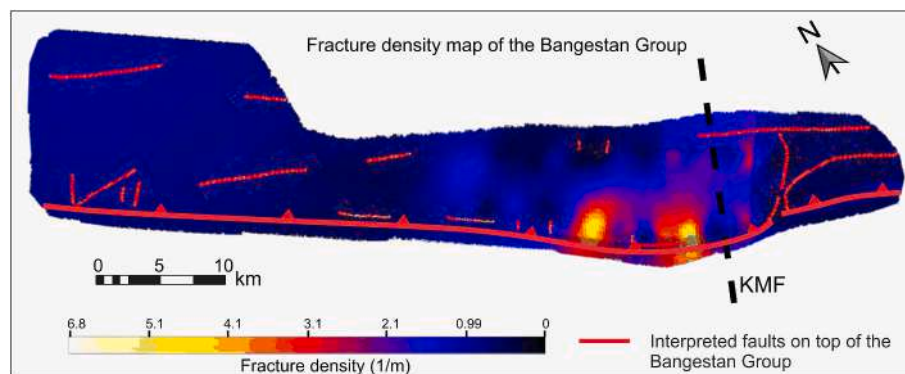 Fracture density map of the Bangestan Group
N
0 5 10
km
KMF
6.8 5.1 4.1 3.1 2.1 0.99 0
Fracture density (1/m)
Interpreted faults on top of the
Bangestan Group